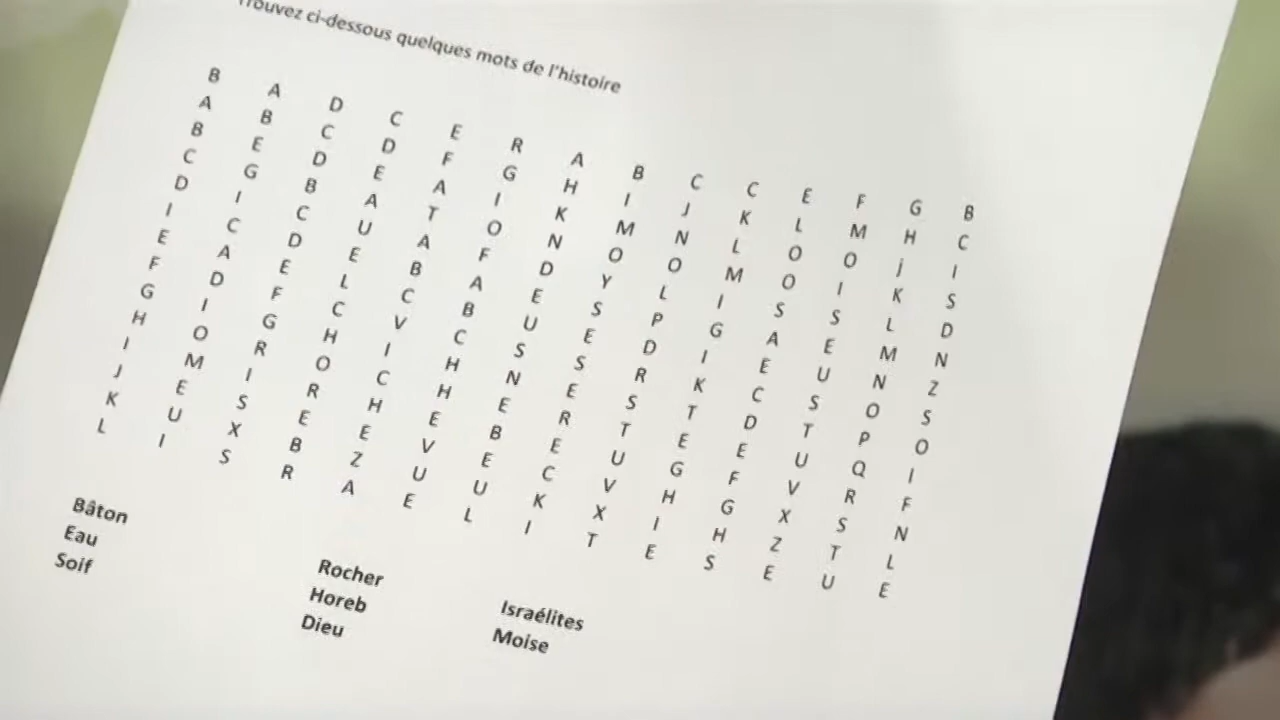 Trouvez ci-dessous quelques mots de l'histoire
B A D C E R A B C C E F G B
A B C D F G H I J K L M H C
B E D E A I K M N L O O j I
C G B A T O N O O M O I K S
D I C U A F D Y L I S S L D
I C D E B A E S P G A E M N
E A E L C B U E D I E U N Z
F D F C V C S S R K C S O S
G I G H I H N E S T D T P O
H O R O C H E R T E E U Q I
I M I R H E B E U G F V R F
J E S E E V E C V H G X S N
K U X B Z U U K X I H Z T L
L I S R A E L I T E S E U E
Bâton
Eau
Soif
Rocher
Horeb
Dieu
Israélites
Moise